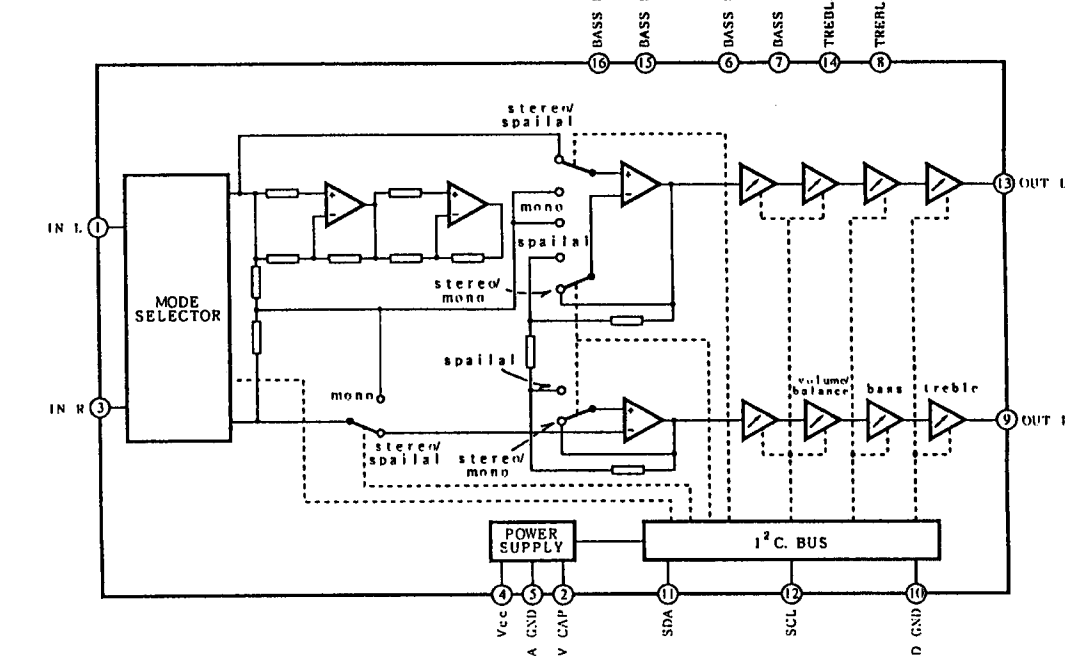 BASS
BASS
BASS
BASS
TREBL
TREBL
16
15
6
7
14
8
stereo/
spailal
IN L
1
13
OUT L
mono
spailal
stereo/
mono
MODE
SELECTOR
spailal
mono
volume/
balance
bass
treble
IN R
3
9
OUT
stereo/
spailal
stereo/
mono
POWER
SUPPLY
I²C. BUS
4
5
2
11
12
10
Vcc
A GND
V CAP
SDA
SCL
D GND